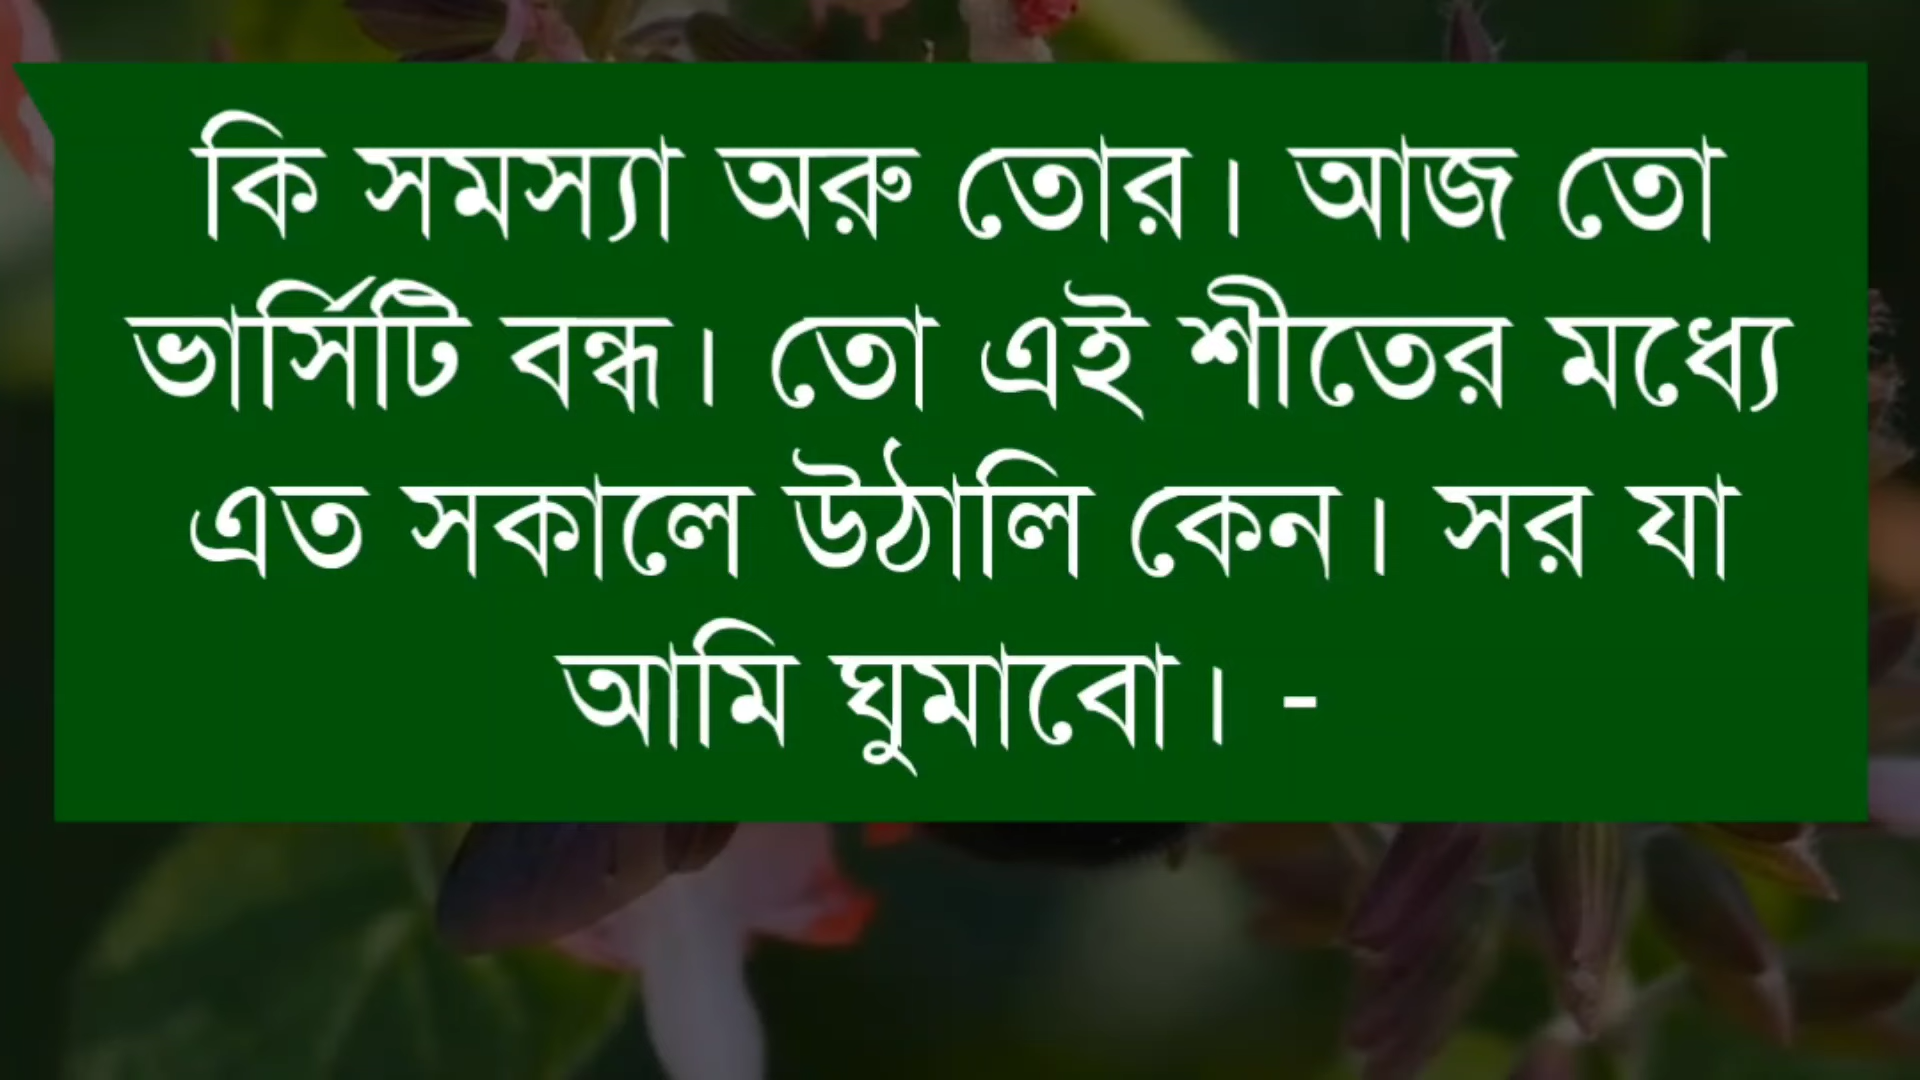 কি সমস্যা অরু তোর। আজ তো
ভার্সিটি বন্ধ। তো এই শীতের মধ্যে
এত সকালে উঠালি কেন। সর যা
আমি ঘুমাবো। -